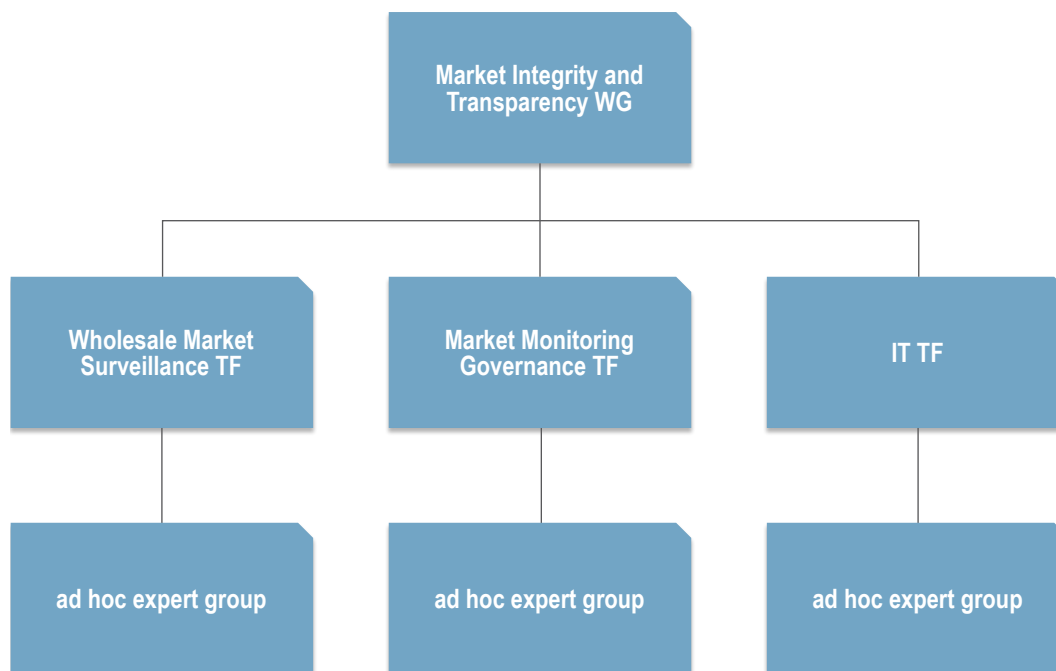 Market Integrity and
Transparency WG
Wholesale Market
Surveillance TF
Market Monitoring
Governance TF
IT TF
ad hoc expert group
ad hoc expert group
ad hoc expert group